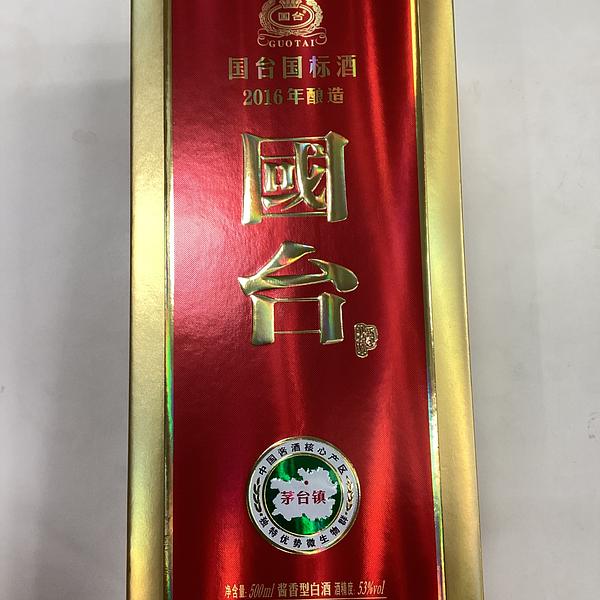 国台
GUOTAI
国台国标酒
2016年酿造
國
台
中国酱酒核心产区
茅台镇
独特优势微生物群
净含量:500ml 酱香型白酒 酒精度:53%vol